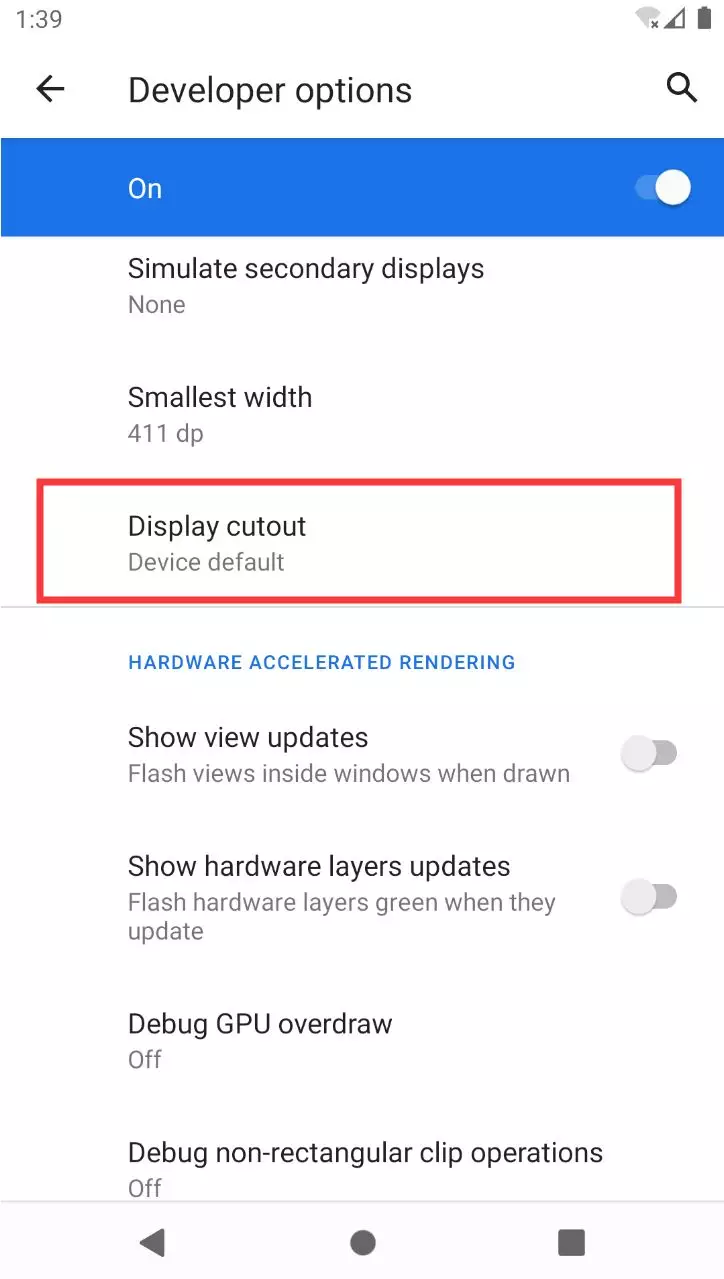 1:39
Developer options
On
Simulate secondary displays
None
Smallest width
411 dp
Display cutout
Device default
HARDWARE ACCELERATED RENDERING
Show view updates
Flash views inside windows when drawn
Show hardware layers updates
Flash hardware layers green when they
update
Debug GPU overdraw
Off
Debug non-rectangular clip operations
Off